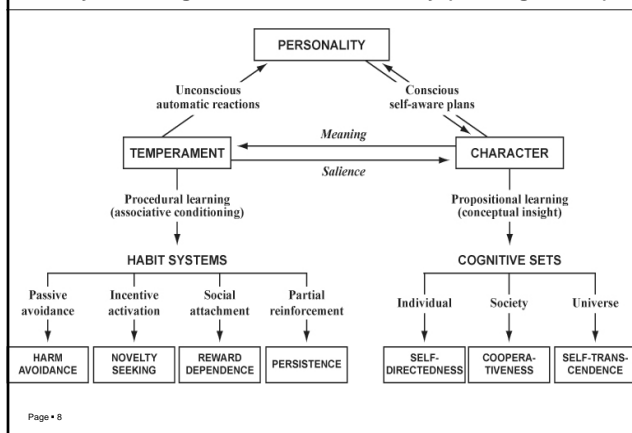 PERSONALITY
Unconscious
automatic reactions
Conscious
self-aware plans
Meaning
TEMPERAMENT
CHARACTER
Salience
Procedural learning
(associative conditioning)
Propositional learning
(conceptual insight)
HABIT SYSTEMS
COGNITIVE SETS
Passive
avoidance
Incentive
activation
Social
attachment
Partial
reinforcement
Individual
Society
Universe
HARM
AVOIDANCE
NOVELTY
SEEKING
REWARD
DEPENDENCE
PERSISTENCE
SELF-
DIRECTEDNESS
COOPERA-
TIVENESS
SELF-TRANS-
CENDENCE
Page ▪ 8